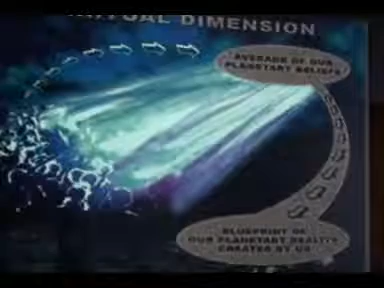 DIMENSION
AVERAGE OF OUR
PLANETARY BELIEFS
BLUEPRINT OF
OUR PLANETARY REALITY
CREATED BY US